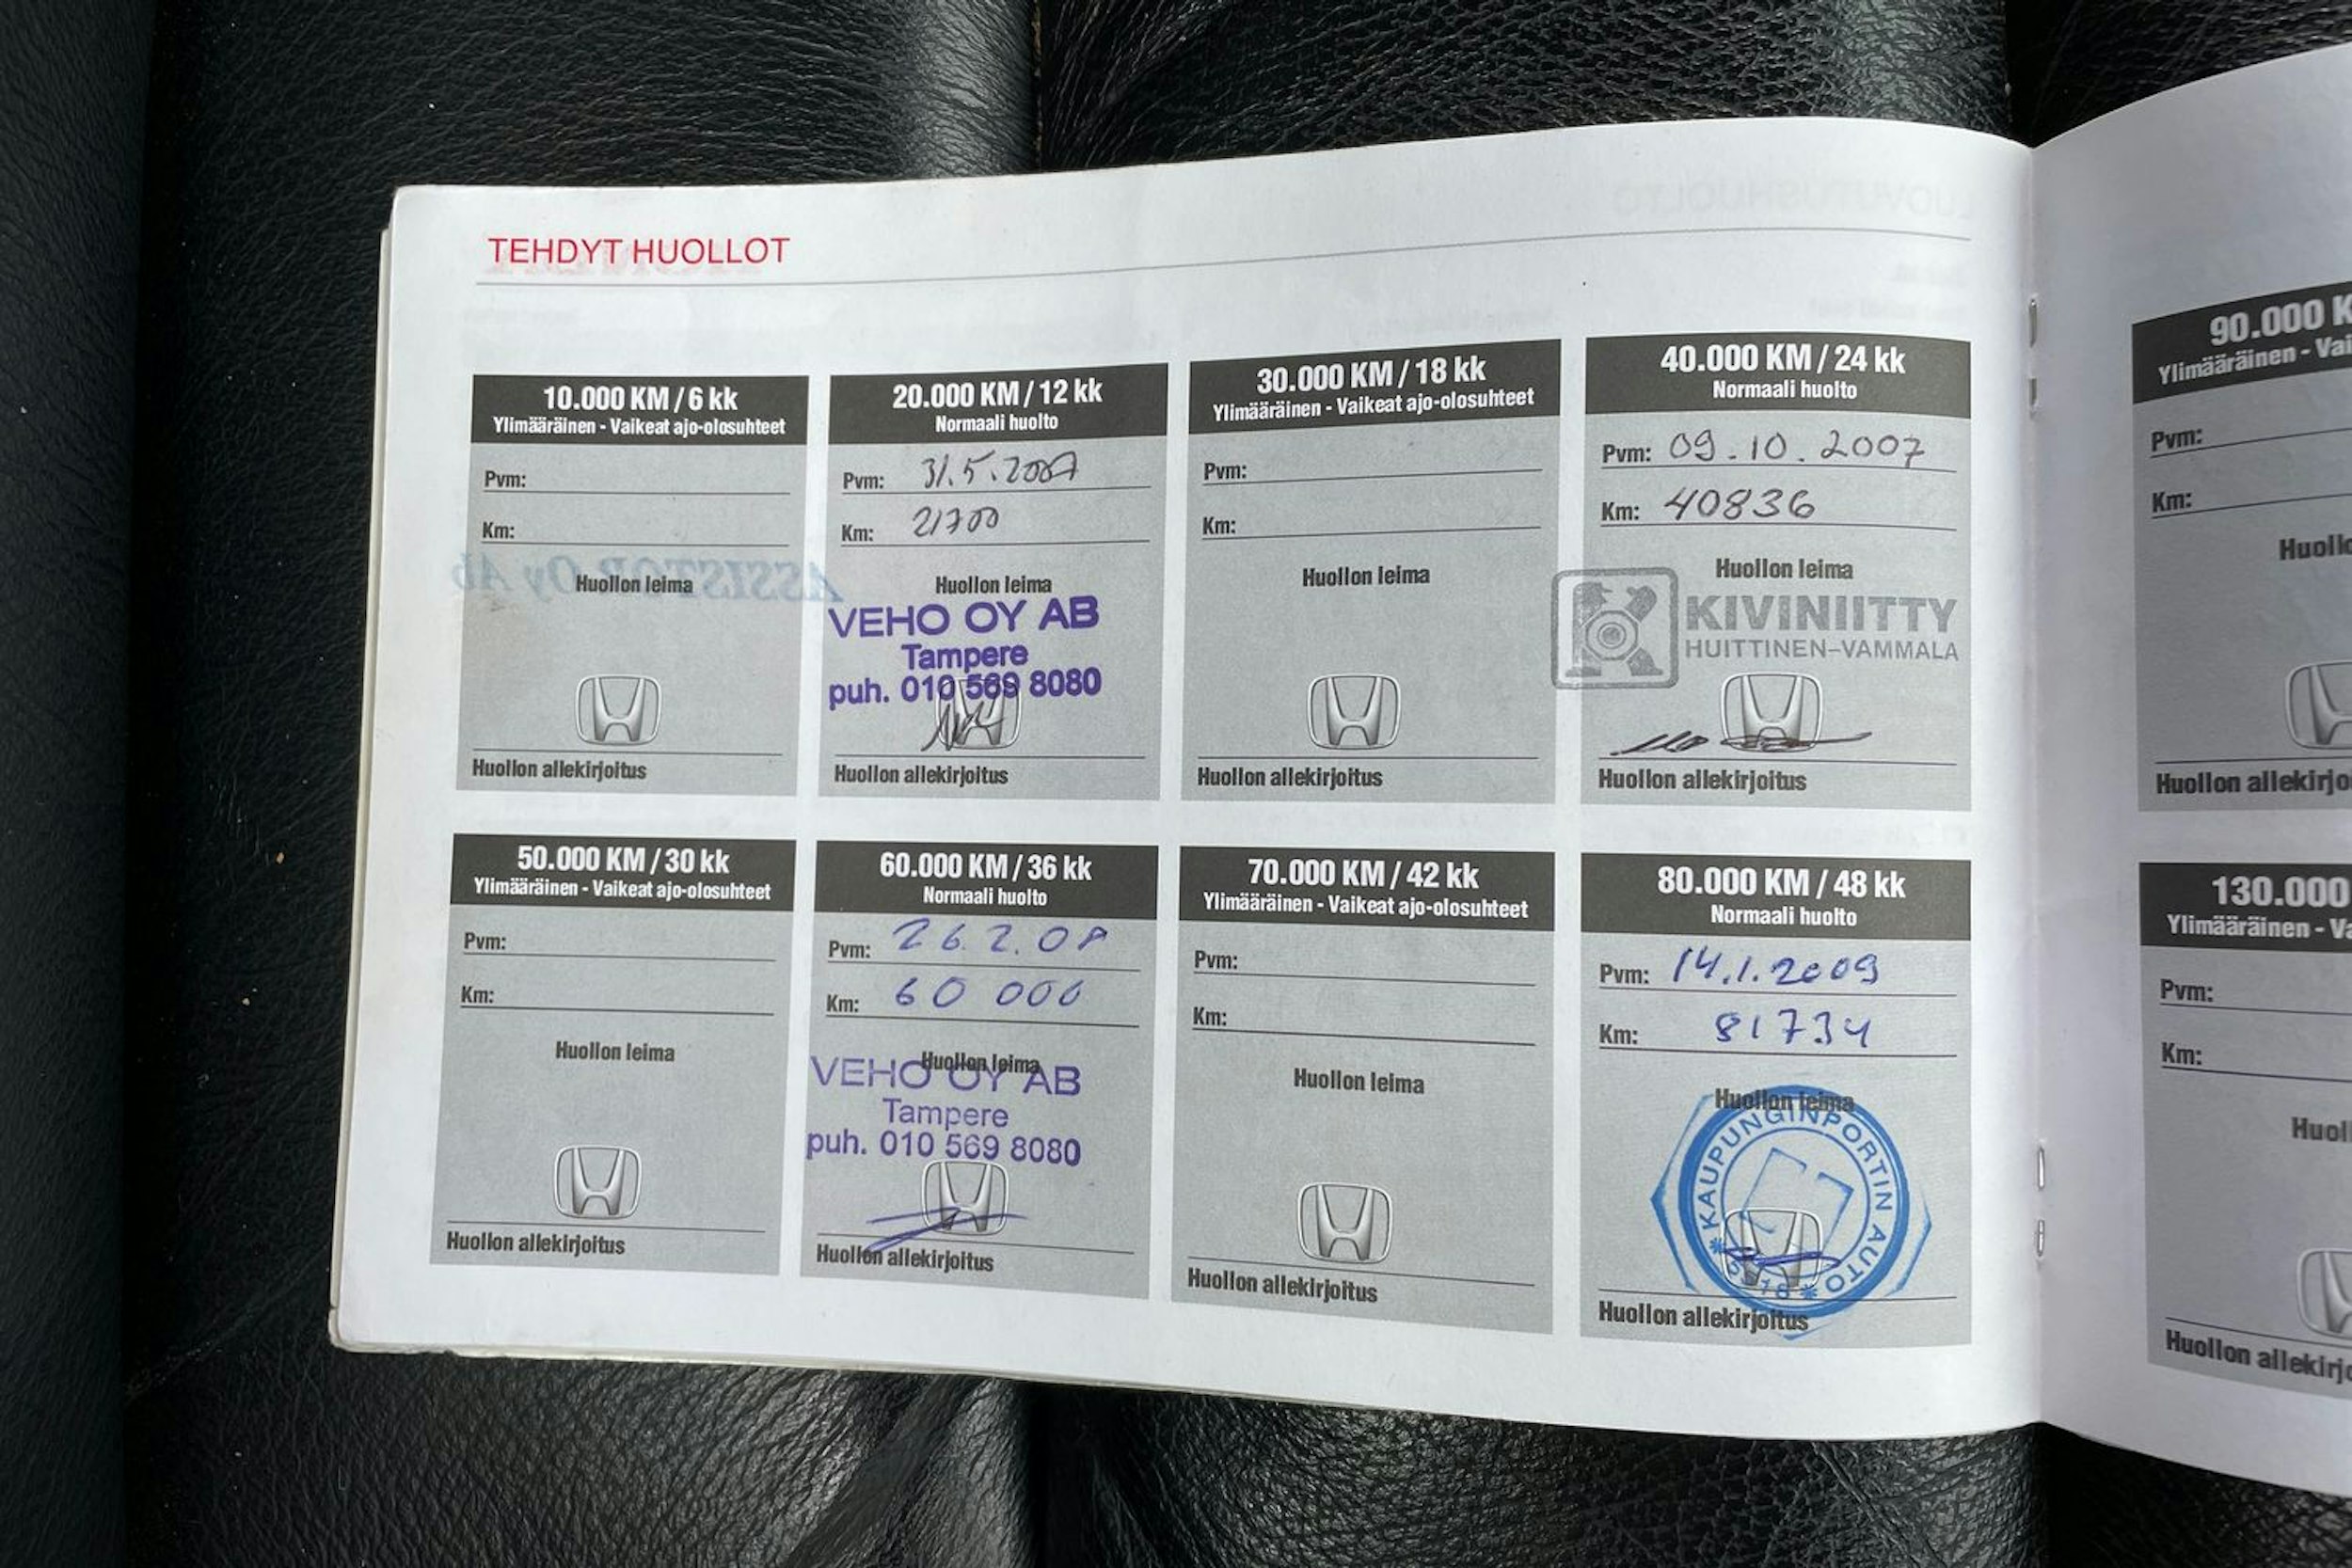 TEHDYT HUOLLOT
10.000 KM / 6 kk
Ylimääräinen - Vaikeat ajo-olosuhteet
Pvm:
Km:
Huollon leima
Huollon allekirjoitus
20.000 KM / 12 kk
Normaali huolto
Pvm: 31.5.2007
Km: 21700
Huollon leima
VEHO OY AB
Tampere
puh. 010 569 8080
Huollon allekirjoitus
30.000 KM / 18 kk
Ylimääräinen - Vaikeat ajo-olosuhteet
Pvm:
Km:
Huollon leima
Huollon allekirjoitus
40.000 KM / 24 kk
Normaali huolto
Pvm: 09.10.2007
Km: 40836
Huollon leima
KIVINIITTY
HUITTINEN-VAMMALA
Huollon allekirjoitus
50.000 KM / 30 kk
Ylimääräinen - Vaikeat ajo-olosuhteet
Pvm:
Km:
Huollon leima
Huollon allekirjoitus
60.000 KM / 36 kk
Normaali huolto
Pvm: 26.2.08
Km: 60 000
Huollon leima
VEHO OY AB
Tampere
puh. 010 569 8080
Huollon allekirjoitus
70.000 KM / 42 kk
Ylimääräinen - Vaikeat ajo-olosuhteet
Pvm:
Km:
Huollon leima
Huollon allekirjoitus
80.000 KM / 48 kk
Normaali huolto
Pvm: 14.1.2009
Km: 81734
Huollon leima
KAUPUNGINPORTIN AUTO
Huollon allekirjoitus
90.000
Ylimääräinen -
Pvm:
Km:
Huollon
130.000
Ylimääräinen -
Pvm:
Km:
Huollon